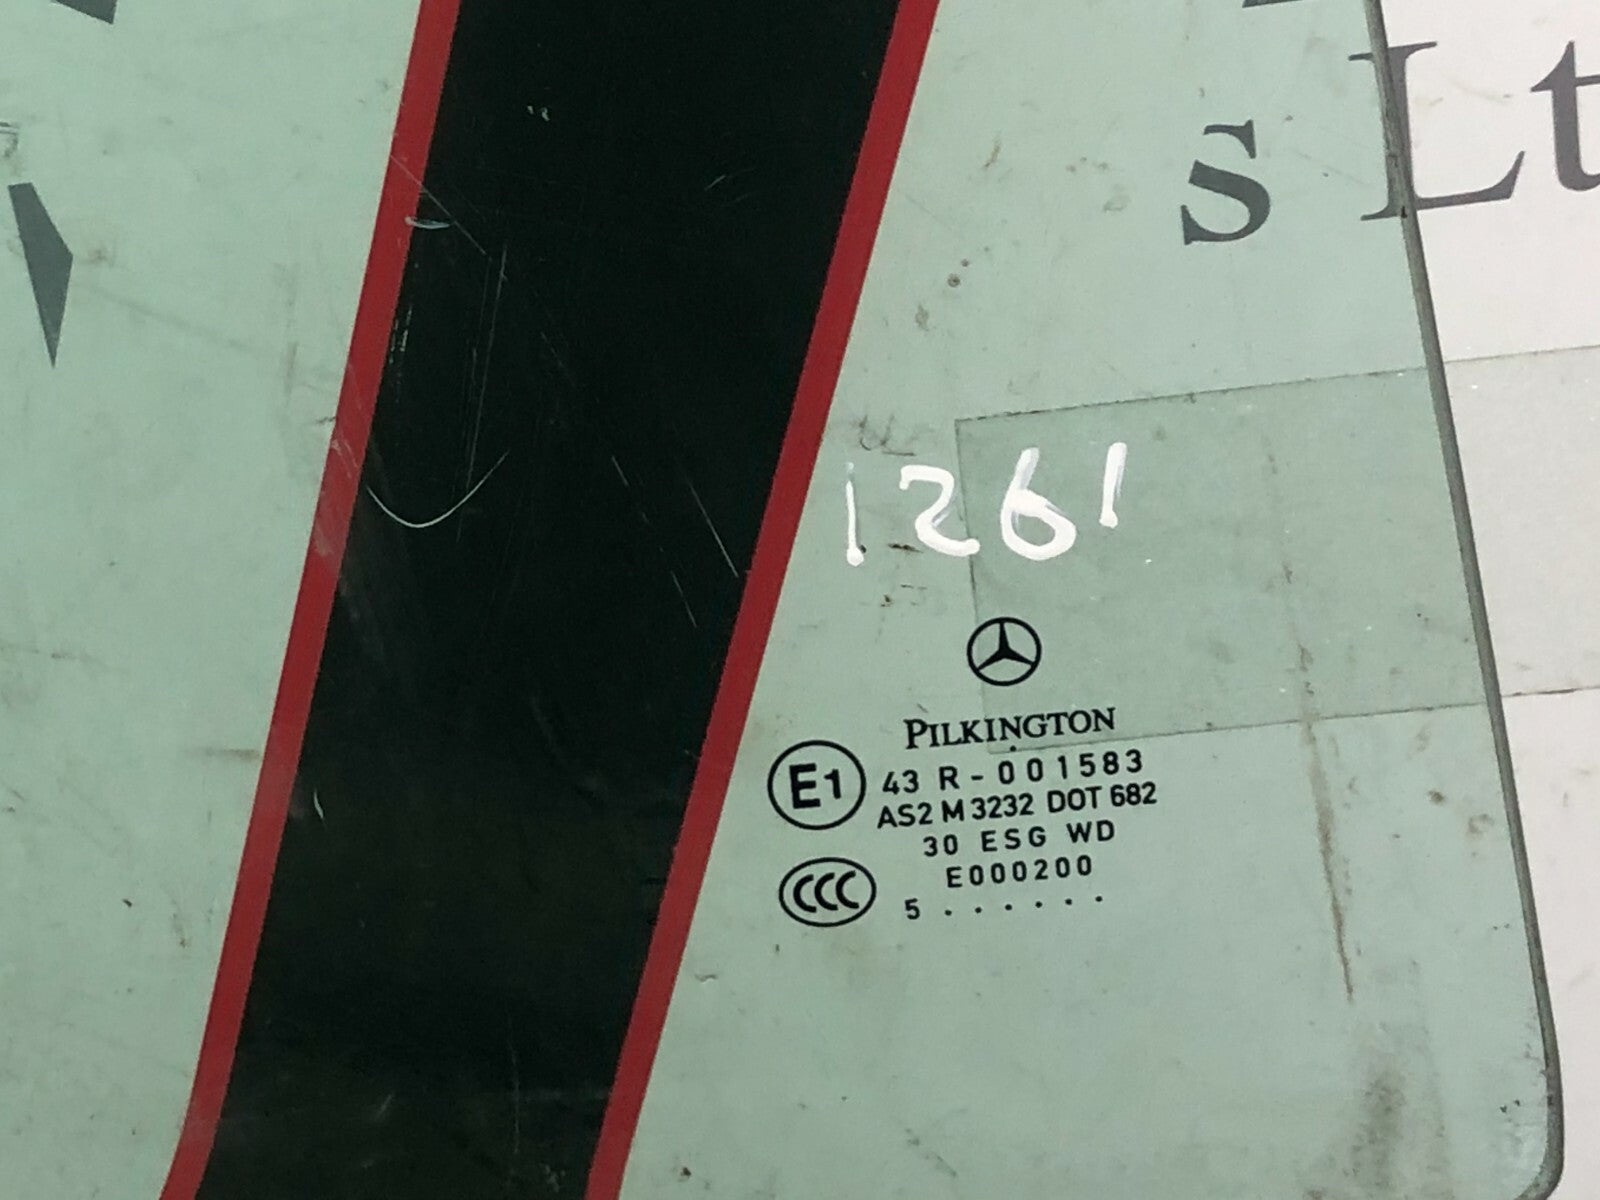 s Lt
1261
PILKINGTON
E1 43 R - 001583
AS2 M 3232 DOT 682
30 ESG WD
E000200
CCC 5 . . . . . .